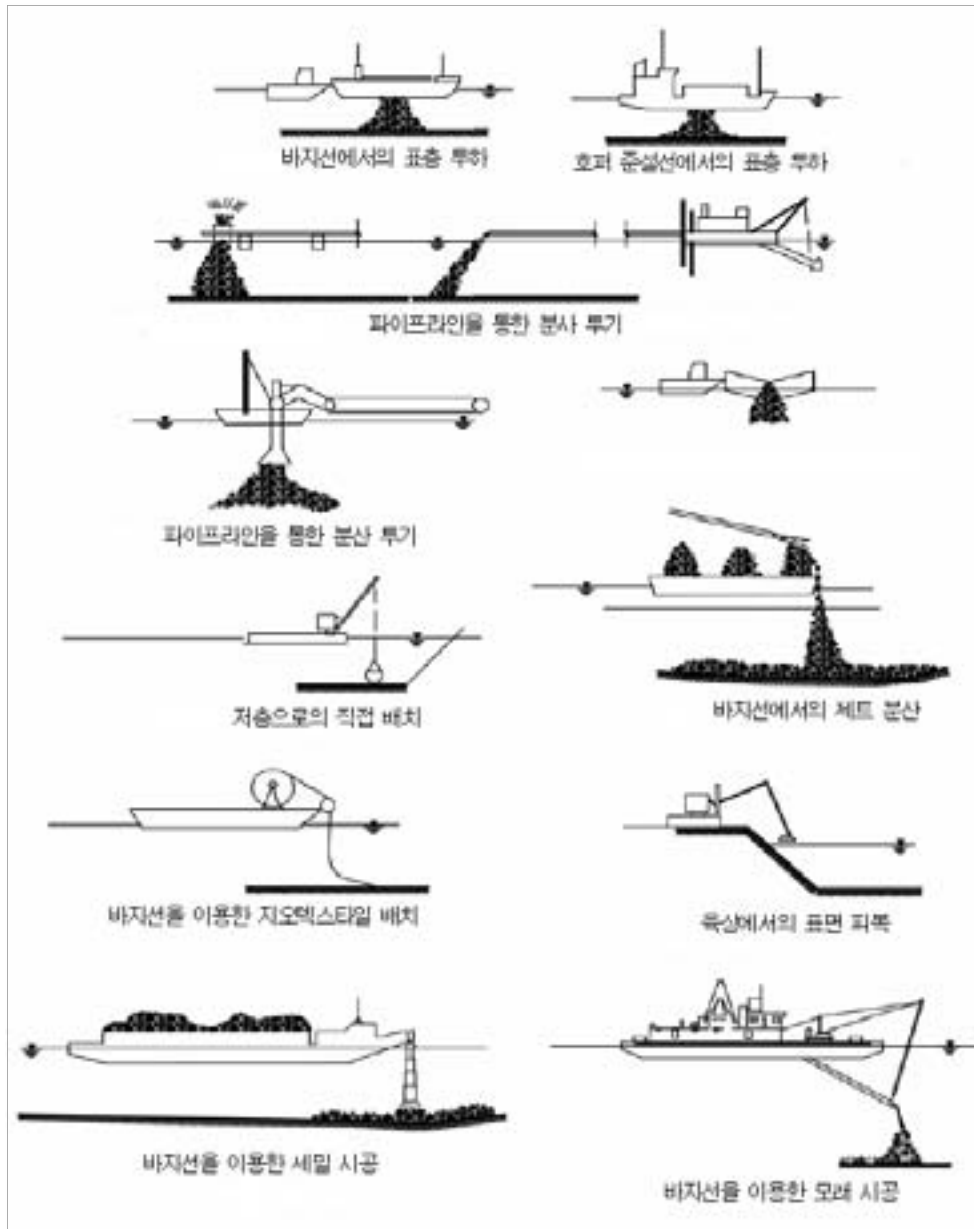 바지선에서의 표층 투하
호퍼 준설선에서의 표층 투하
파이프라인을 통한 분사 투기
파이프라인을 통한 분산 투기
저층으로의 직접 배치
바지선에서의 제트 분산
바지선을 이용한 지오텍스타일 배치
육상에서의 표면 피복
바지선을 이용한 세밀 시공
바지선을 이용한 모래 시공